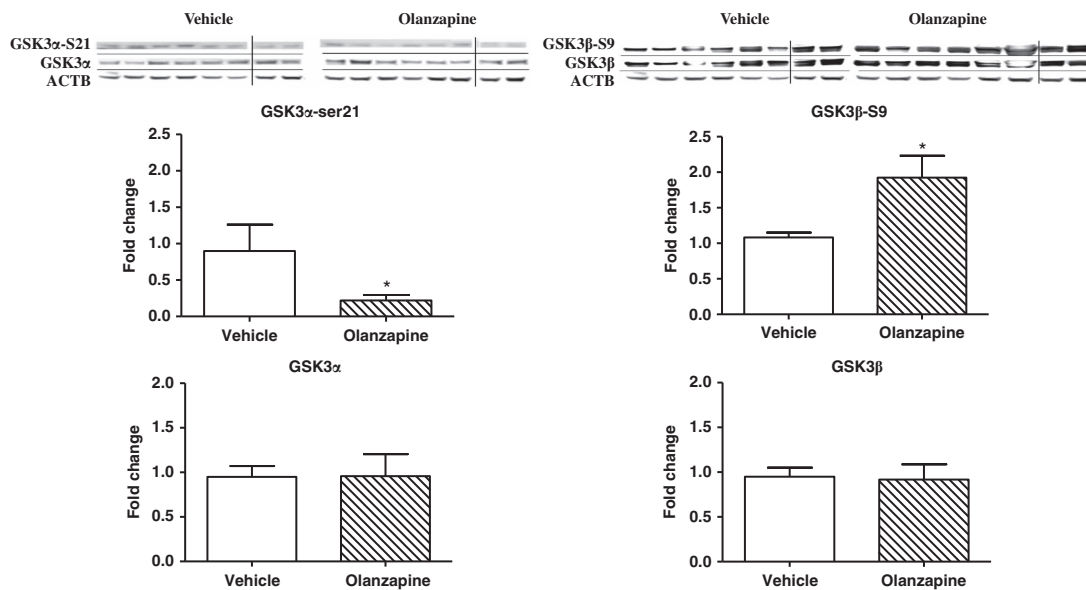 Vehicle Olanzapine
GSK3α-S21
GSK3α
ACTB
Vehicle Olanzapine
GSK3β-S9
GSK3β
ACTB
GSK3α-ser21
Fold change
2.5
2.0
1.5
1.0
0.5
0.0
*
Vehicle Olanzapine
GSK3β-S9
Fold change
2.5
2.0
1.5
1.0
0.5
0.0
*
Vehicle Olanzapine
GSK3α
Fold change
2.0
1.5
1.0
0.5
0.0
Vehicle Olanzapine
GSK3β
Fold change
2.0
1.5
1.0
0.5
0.0
Vehicle Olanzapine